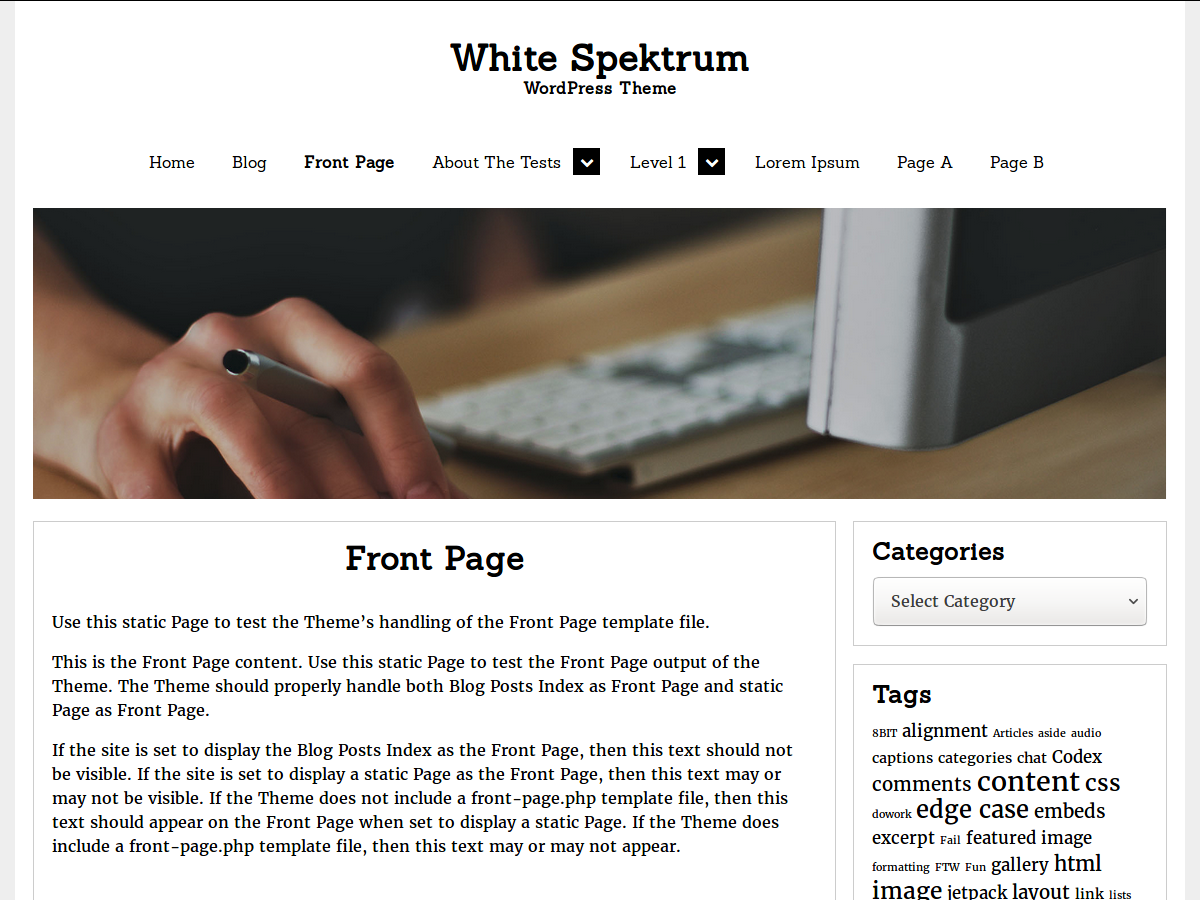 White Spektrum
WordPress Theme
Home Blog Front Page About The Tests Level 1 Lorem Ipsum Page A Page B
Front Page
Use this static Page to test the Theme’s handling of the Front Page template file.
This is the Front Page content. Use this static Page to test the Front Page output of the
Theme. The Theme should properly handle both Blog Posts Index as Front Page and static
Page as Front Page.
If the site is set to display the Blog Posts Index as the Front Page, then this text should not
be visible. If the site is set to display a static Page as the Front Page, then this text may or
may not be visible. If the Theme does not include a front-page.php template file, then this
text should appear on the Front Page when set to display a static Page. If the Theme does
include a front-page.php template file, then this text may or may not appear.
Categories
Select Category
Tags
8BIT alignment Articles aside audio
captions categories chat Codex
comments content css
dowork edge case embeds
excerpt Fail featured image
formatting FTW Fun gallery html
image jetpack layout link lists